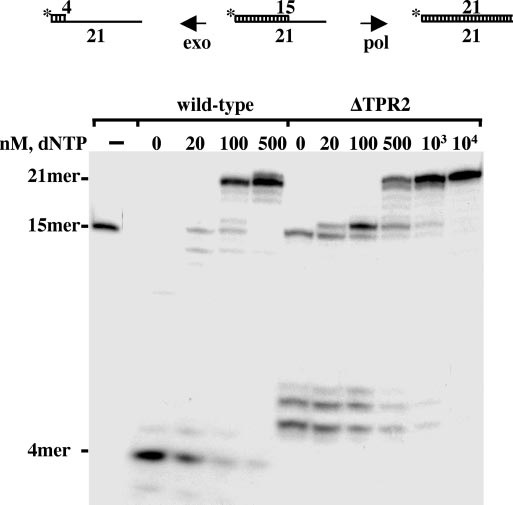 * 4 15 21
21 exo * 21 pol * 21
wild-type ΔTPR2
nM, dNTP – 0 20 100 500 0 20 100 500 10³ 10⁴
21mer
15mer
4mer